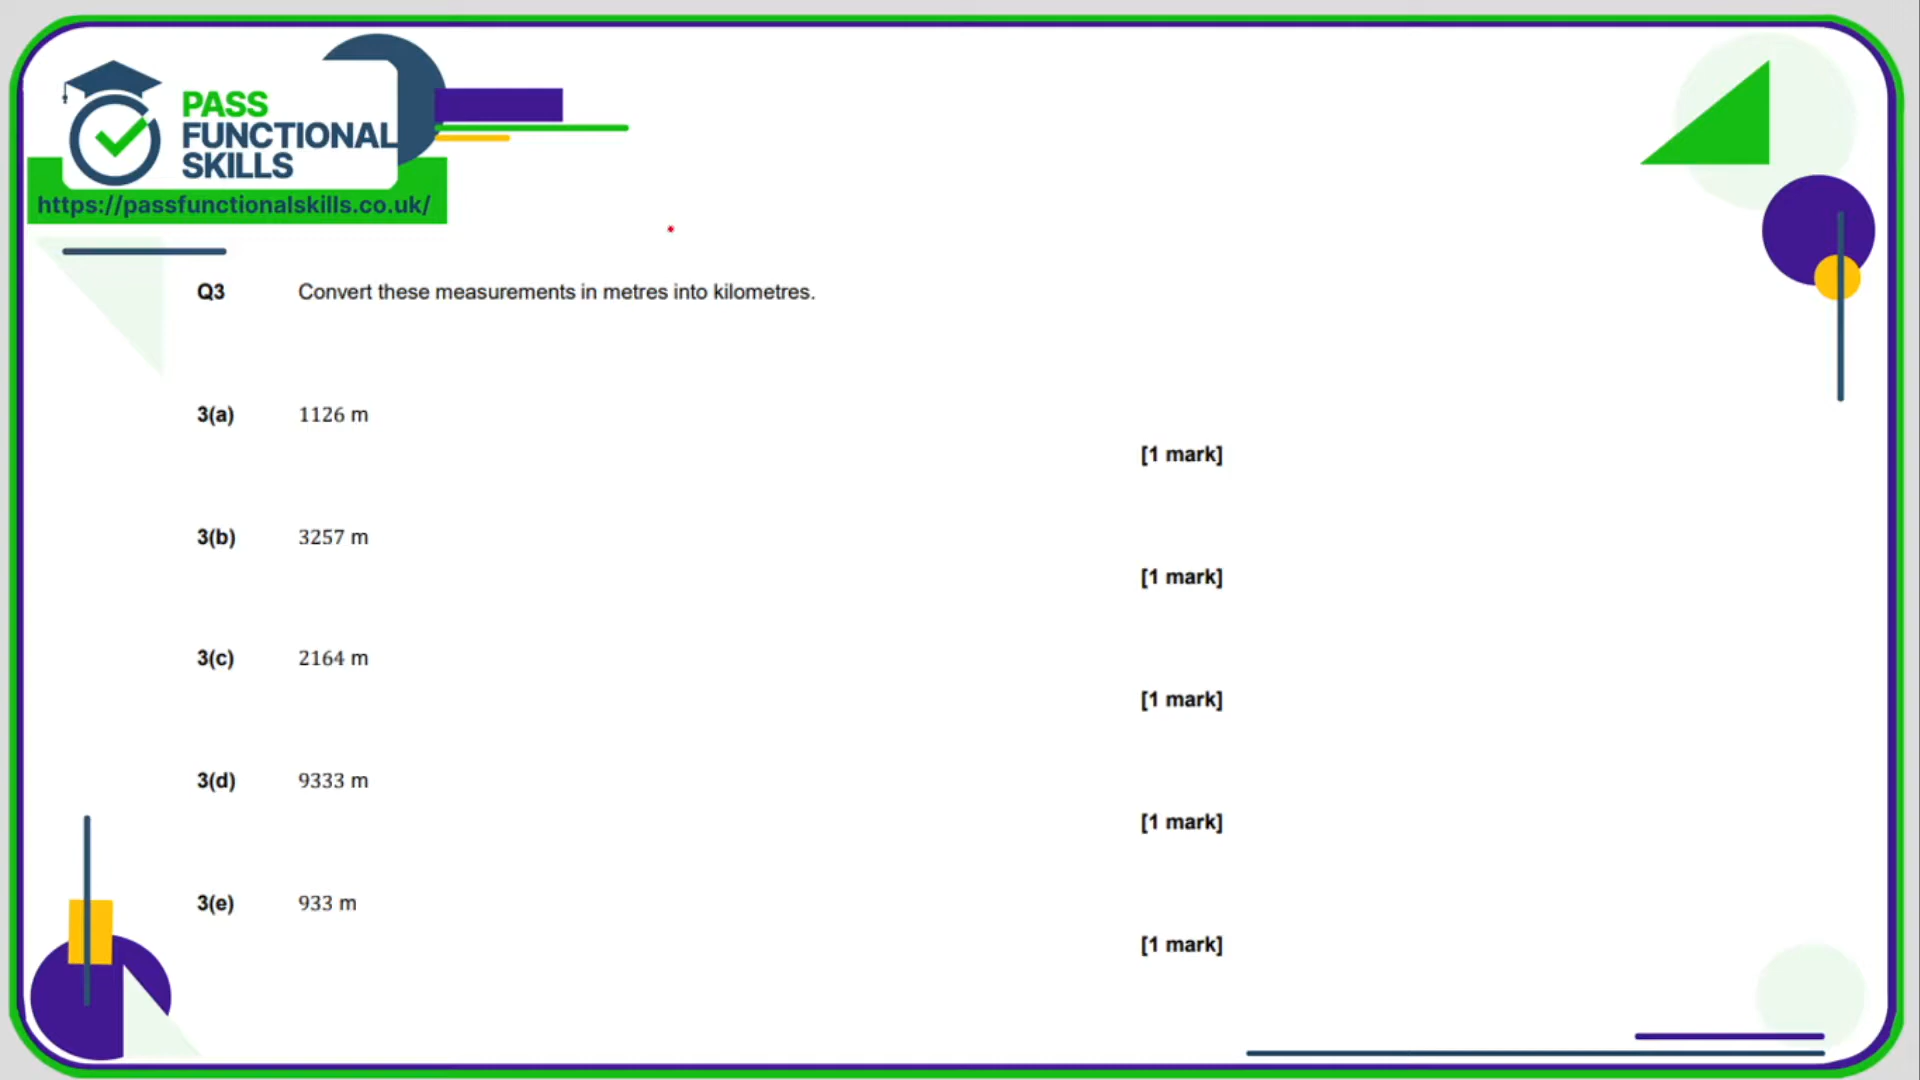 PASS
FUNCTIONAL
SKILLS
https://passfunctionalskills.co.uk/
Q3 Convert these measurements in metres into kilometres.
3(a) 1126 m
[1 mark]
3(b) 3257 m
[1 mark]
3(c) 2164 m
[1 mark]
3(d) 9333 m
[1 mark]
3(e) 933 m
[1 mark]